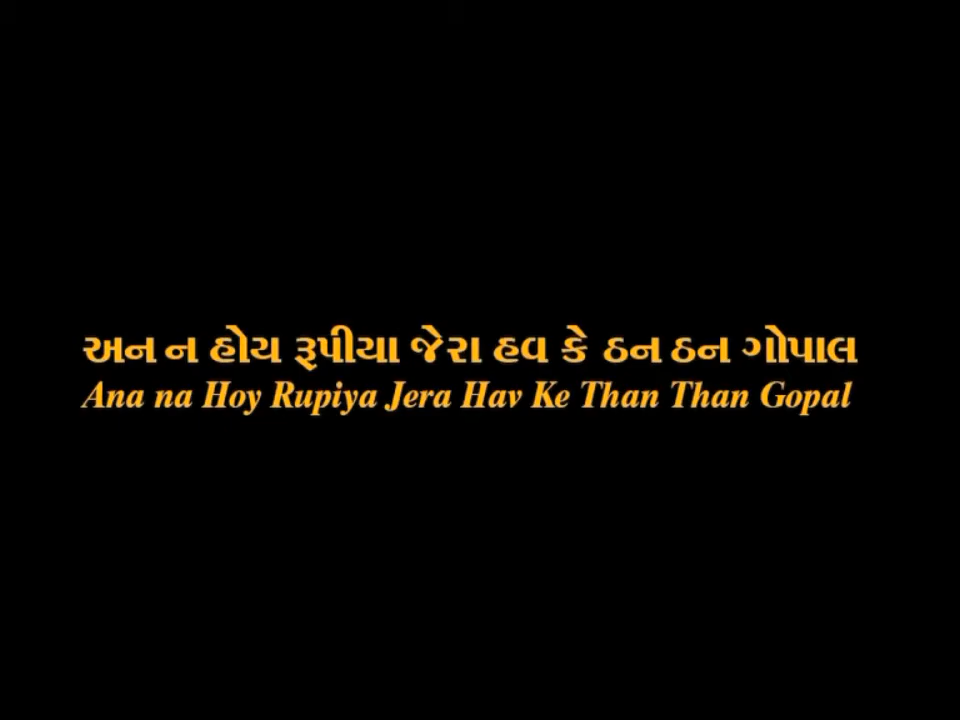 અન ન હોય રૂપીયા જેરા હવ કે ઠન ઠન ગોપાલ
Ana na Hoy Rupiya Jera Hav Ke Than Than Gopal